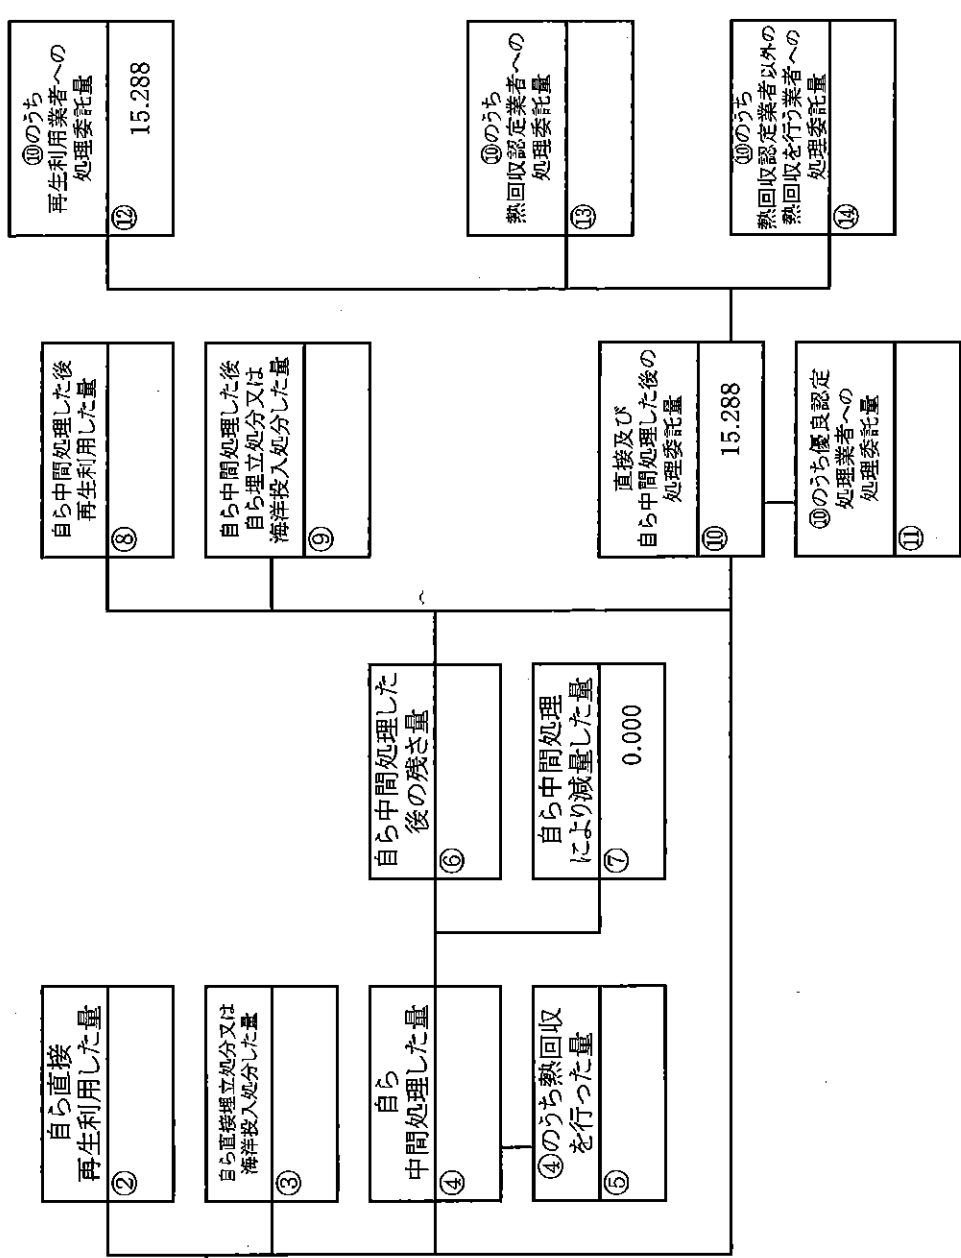 自ら直接
再生利用した量
②
自ら直接埋立処分又は
海洋投入処分した量
③
自ら
中間処理した量
④
④のうち熱回収
を行った量
⑤
自ら中間処理した
後の残さ量
⑥
自ら中間処理
により減量した量
⑦
0.000
自ら中間処理した後
再生利用した量
⑧
自ら中間処理した後
自ら埋立処分又は
海洋投入処分した量
⑨
直接及び
自ら中間処理した後の
処理委託量
⑩
15.288
⑩のうち優良認定
処理業者への
処理委託量
⑪
⑩のうち
再生利用業者への
処理委託量
⑫
15.288
⑩のうち
熱回収認定業者への
処理委託量
⑬
⑩のうち
熱回収認定業者以外の
熱回収を行う業者への
処理委託量
⑭